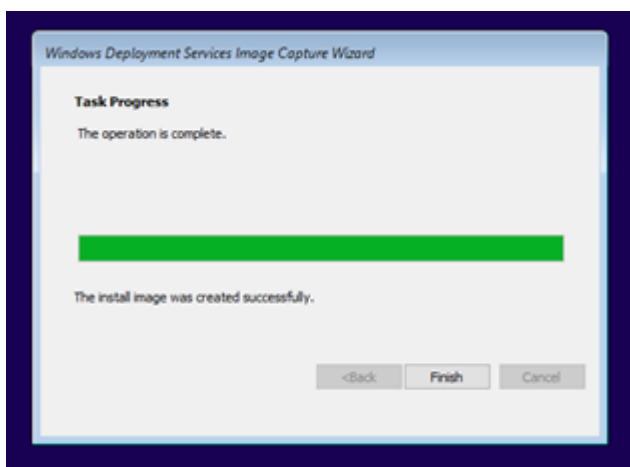 Windows Deployment Services Image Capture Wizard
Task Progress
The operation is complete.
The install image was created successfully.
<Back Finish Cancel